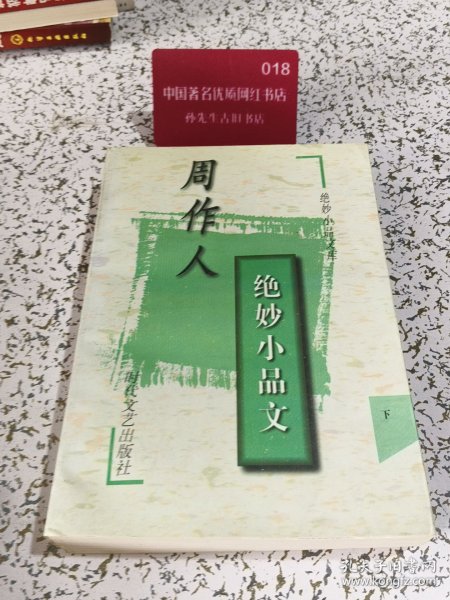 018
中国著名优质网红书店
孙先生古旧书店
周作人
绝妙小品文
绝妙小品文库
时代文艺出版社
下
孔夫子旧书网
www.kongfz.com